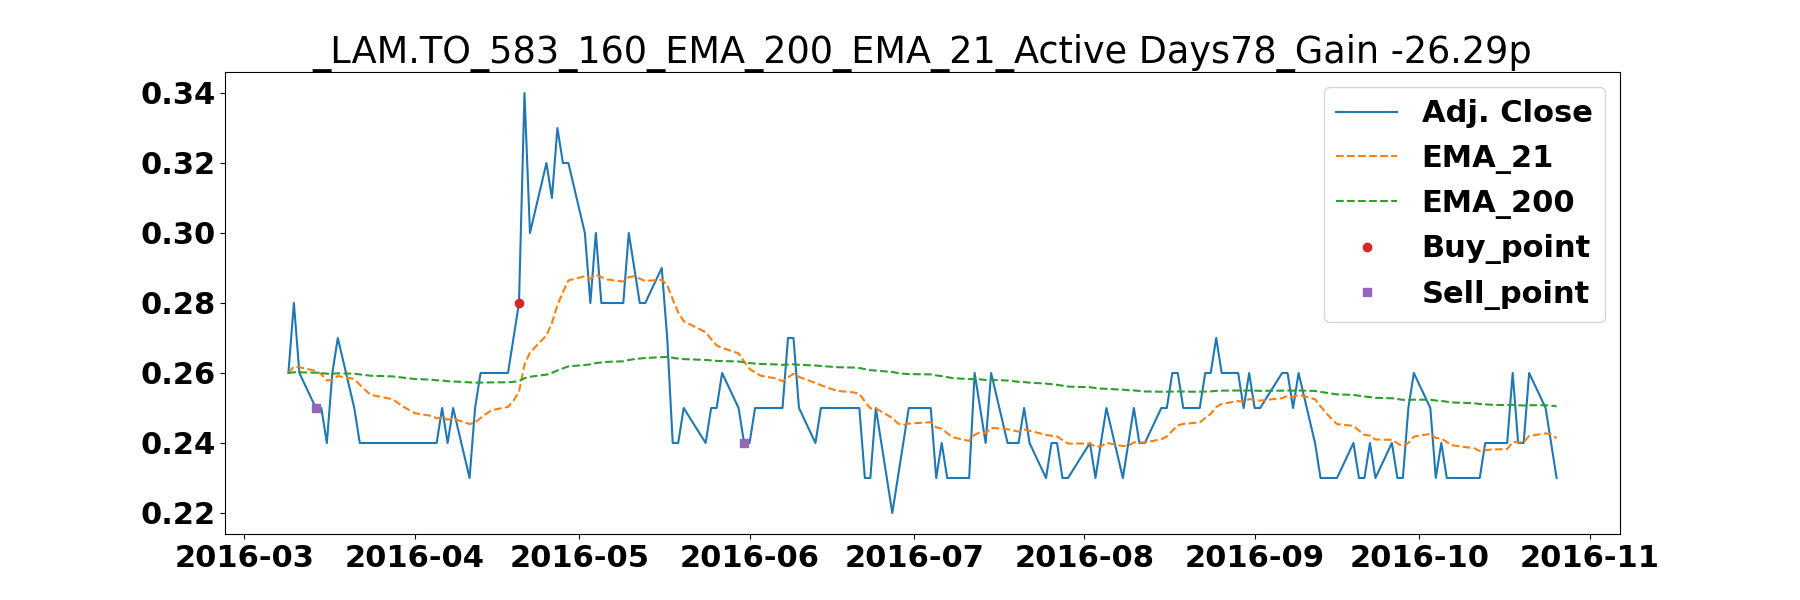 _LAM.TO_583_160_EMA_200_EMA_21_Active Days78_Gain -26.29p
0.34
0.32
0.30
0.28
0.26
0.24
0.22
2016-03 2016-04 2016-05 2016-06 2016-07 2016-08 2016-09 2016-10 2016-11
Adj. Close
EMA_21
EMA_200
Buy_point
Sell_point